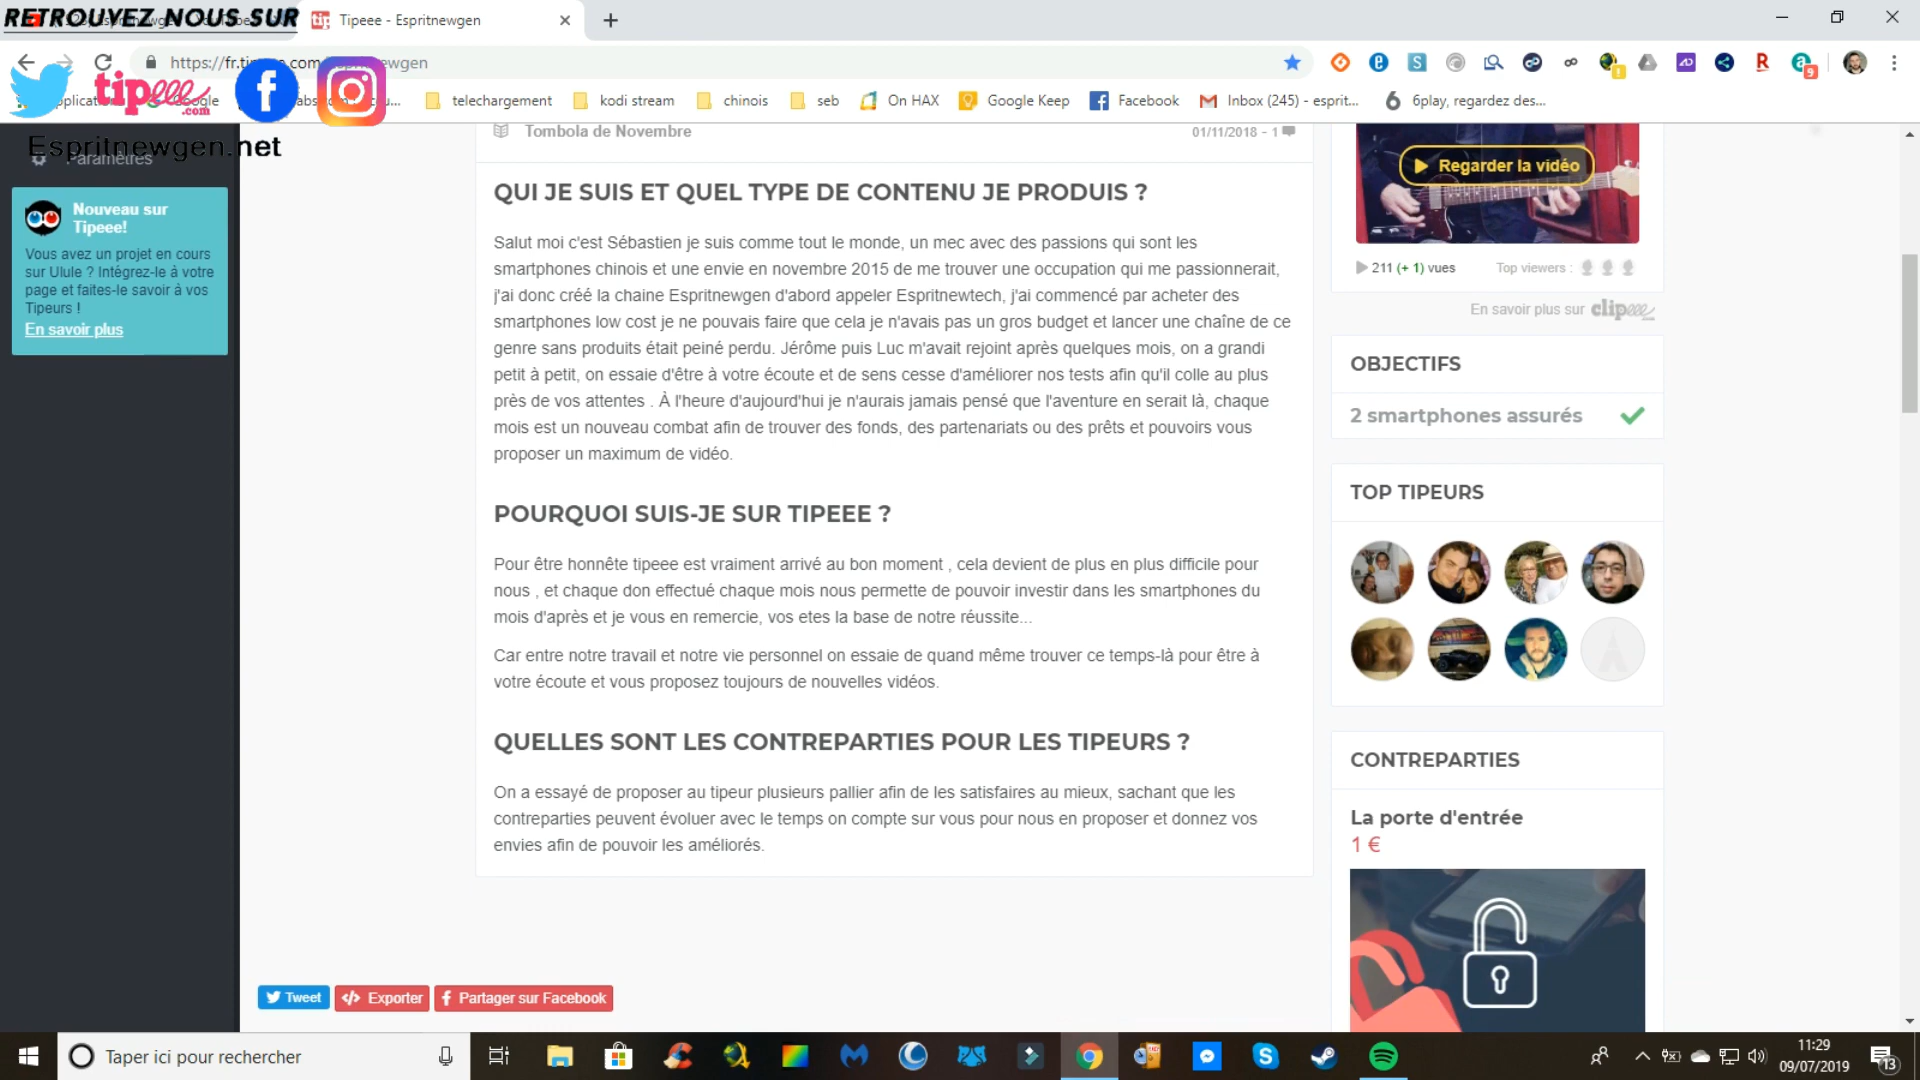 RETROUVEZ NOUS SUR
Tipeee - Espritnewgen
https://fr.tip
wgen
tipeee
.com
telechargement
kodi stream
chinois
seb
On HAX
Google Keep
Facebook
Inbox (245) - esprit...
6play, regardez des...
Espritnewgen.net
Paramètres
Nouveau sur
Tipeee!
Vous avez un projet en cours
sur Ulule ? Intégrez-le à votre
page et faites-le savoir à vos
Tipeurs !
En savoir plus
Tombola de Novembre
01/11/2018 - 1
QUI JE SUIS ET QUEL TYPE DE CONTENU JE PRODUIS ?
Salut moi c'est Sébastien je suis comme tout le monde, un mec avec des passions qui sont les
smartphones chinois et une envie en novembre 2015 de me trouver une occupation qui me passionnerait,
j'ai donc créé la chaine Espritnewgen d'abord appeler Espritnewtech, j'ai commencé par acheter des
smartphones low cost je ne pouvais faire que cela je n'avais pas un gros budget et lancer une chaîne de ce
genre sans produits était peiné perdu. Jérôme puis Luc m'avait rejoint après quelques mois, on a grandi
petit à petit, on essaie d'être à votre écoute et de sens cesse d'améliorer nos tests afin qu'il colle au plus
près de vos attentes . À l'heure d'aujourd'hui je n'aurais jamais pensé que l'aventure en serait là, chaque
mois est un nouveau combat afin de trouver des fonds, des partenariats ou des prêts et pouvoirs vous
proposer un maximum de vidéo.
POURQUOI SUIS-JE SUR TIPEEE ?
Pour être honnête tipeee est vraiment arrivé au bon moment , cela devient de plus en plus difficile pour
nous , et chaque don effectué chaque mois nous permette de pouvoir investir dans les smartphones du
mois d'après et je vous en remercie, vos etes la base de notre réussite...
Car entre notre travail et notre vie personnel on essaie de quand même trouver ce temps-là pour être à
votre écoute et vous proposez toujours de nouvelles vidéos.
QUELLES SONT LES CONTREPARTIES POUR LES TIPEURS ?
On a essayé de proposer au tipeur plusieurs pallier afin de les satisfaires au mieux, sachant que les
contreparties peuvent évoluer avec le temps on compte sur vous pour nous en proposer et donnez vos
envies afin de pouvoir les améliorés.
Regarder la vidéo
211 (+ 1) vues
Top viewers :
En savoir plus sur clipeee
OBJECTIFS
2 smartphones assurés
TOP TIPEURS
CONTREPARTIES
La porte d'entrée
1 €
Tweet
Exporter
Partager sur Facebook
Taper ici pour rechercher
11:29
09/07/2019
13